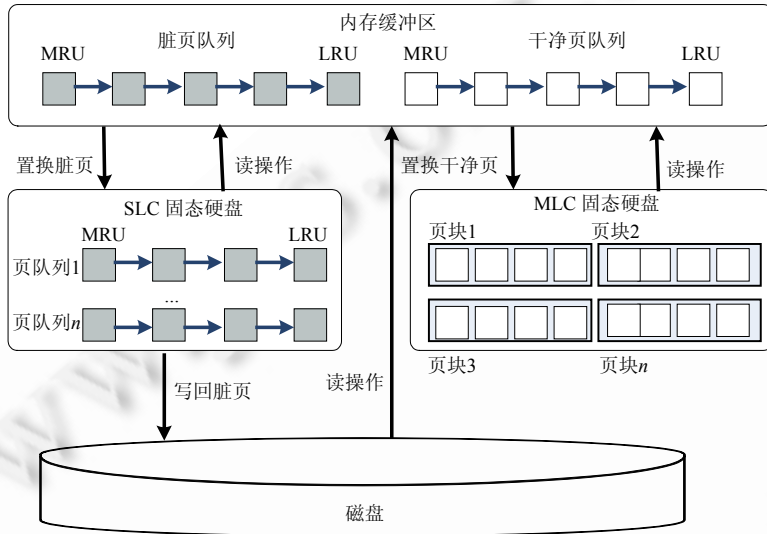 内存缓冲区
脏页队列
干净页队列
MRU
LRU
MRU
LRU
置换脏页
读操作
置换干净页
读操作
SLC 固态硬盘
MRU
LRU
页队列1
...
页队列n
MLC 固态硬盘
页块1
页块2
页块3
页块n
写回脏页
读操作
磁盘